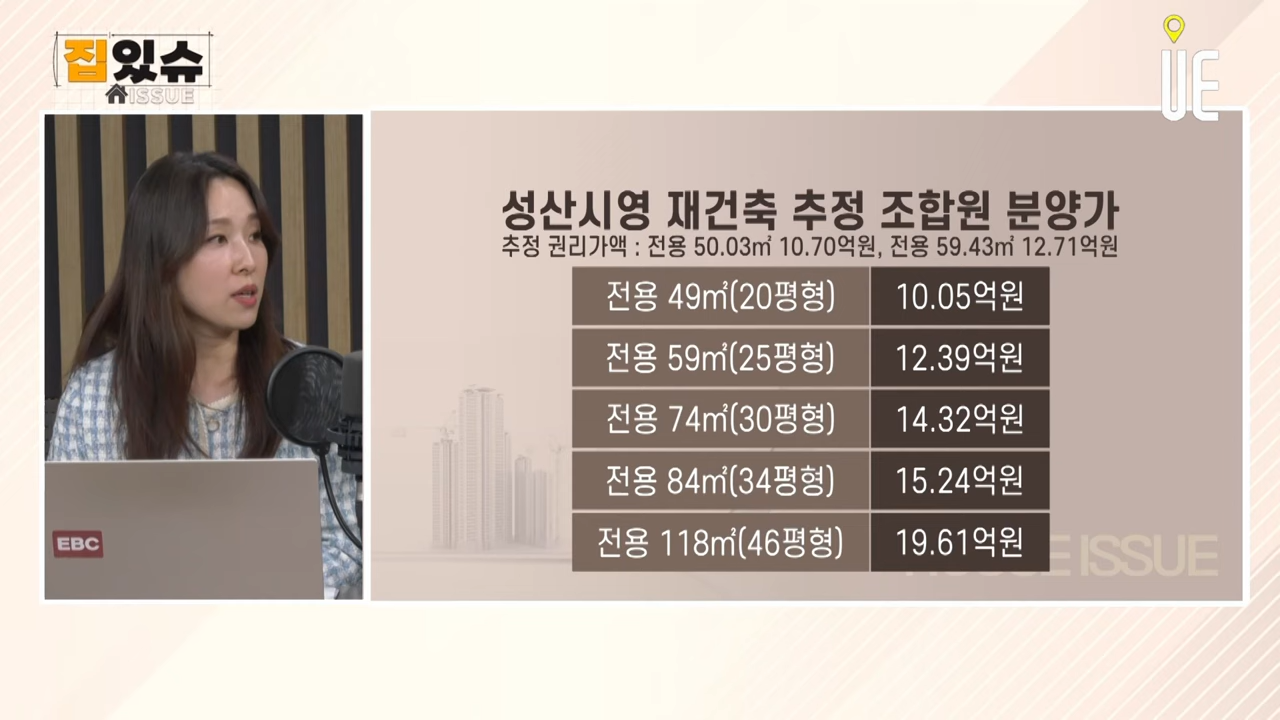 집있슈
ISSUE
UE
성산시영 재건축 추정 조합원 분양가
추정 권리가액 : 전용 50.03㎡ 10.70억원, 전용 59.43㎡ 12.71억원
전용 49㎡(20평형) 10.05억원
전용 59㎡(25평형) 12.39억원
전용 74㎡(30평형) 14.32억원
전용 84㎡(34평형) 15.24억원
전용 118㎡(46평형) 19.61억원
EBC
ISSUE